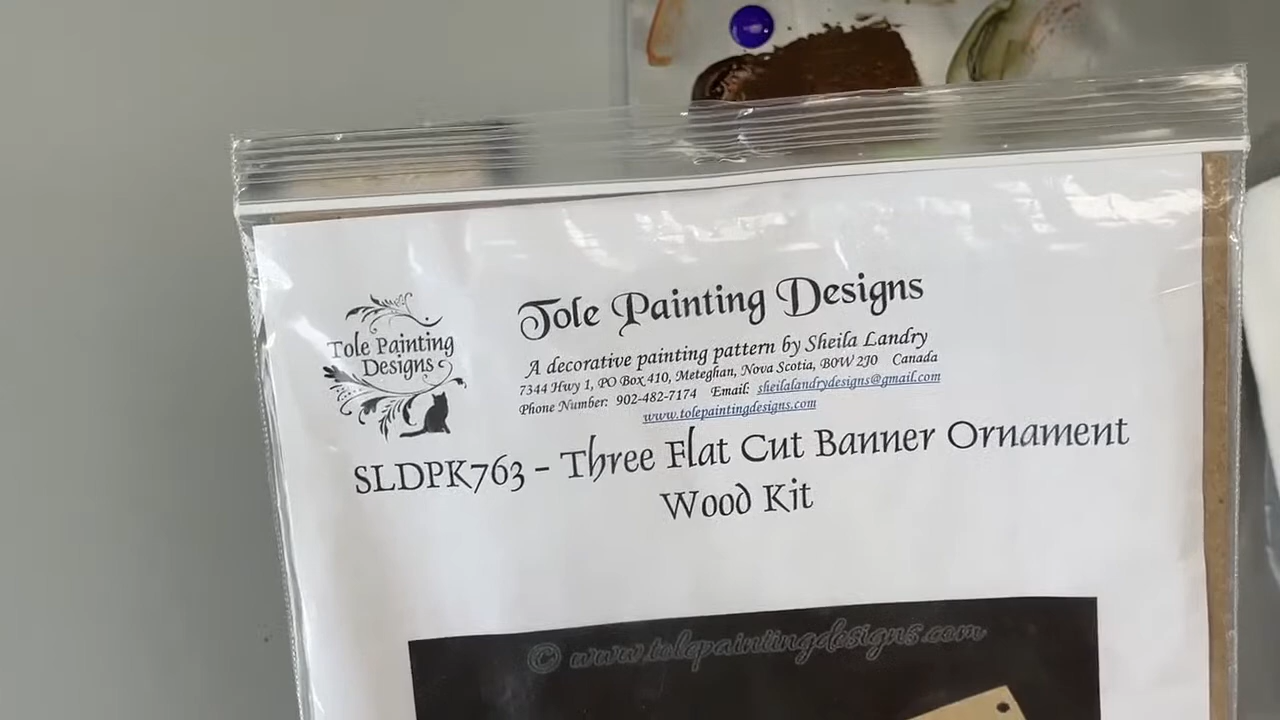 Tole Painting
Designs
Tole Painting Designs
A decorative painting pattern by Sheila Landry
7344 Hwy 1, PO Box 410, Meteghan, Nova Scotia, B0W 2J0 Canada
Phone Number: 902-482-7174 Email: sheilalandrydesigns@gmail.com
www.tolepaintingdesigns.com
SLDPK763 – Three Flat Cut Banner Ornament
Wood Kit
© www.tolepaintingdesigns.com